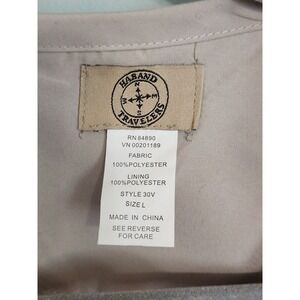 HABAND
N
W E
S
TRAVELERS
RN 84890
VN 00201189
FABRIC
100%POLYESTER
LINING
100%POLYESTER
STYLE 30V
SIZE L
MADE IN CHINA
SEE REVERSE
FOR CARE